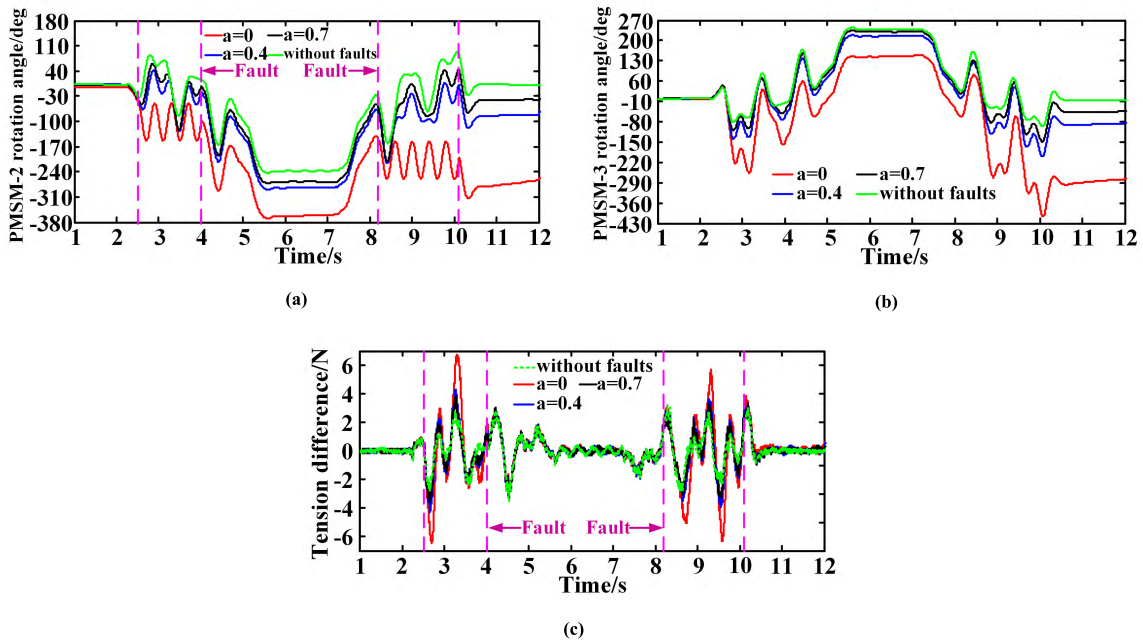 PMSM-2 rotation angle/deg
180
110
40
-30
-100
-170
-240
-310
-380
a=0 a=0.7
a=0.4 without faults
Fault Fault
1 2 3 4 5 6 7 8 9 10 11 12
Time/s
(a)
PMSM-3 rotation angle/deg
270
200
130
60
-10
-80
-150
-220
-290
-360
-430
a=0 a=0.7
a=0.4 without faults
1 2 3 4 5 6 7 8 9 10 11 12
Time/s
(b)
Tension difference/N
6
4
2
0
-2
-4
-6
without faults
a=0 a=0.7
a=0.4
Fault Fault
1 2 3 4 5 6 7 8 9 10 11 12
Time/s
(c)